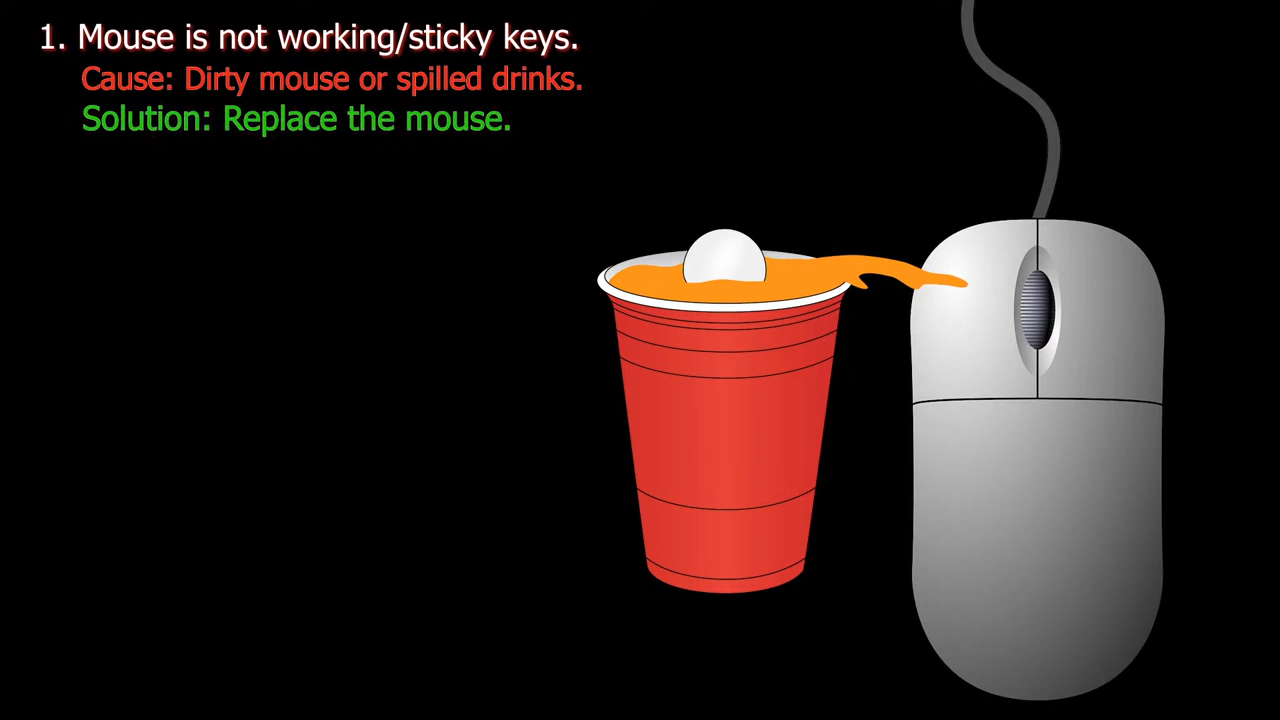 1. Mouse is not working/sticky keys.
Cause: Dirty mouse or spilled drinks.
Solution: Replace the mouse.